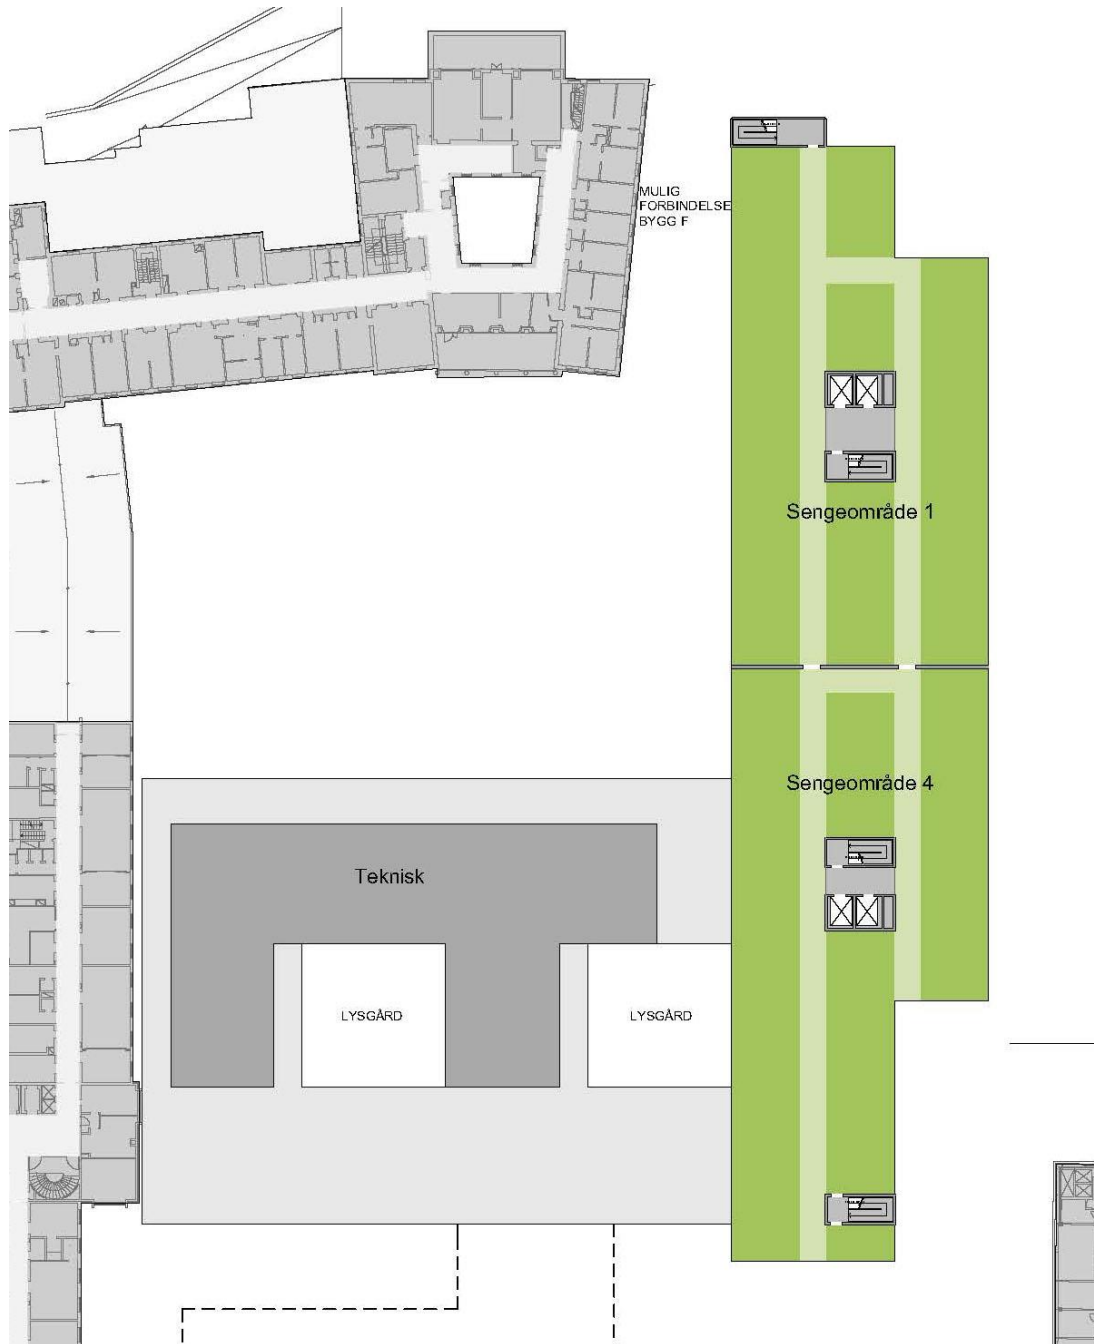 MULIG
FORBINDELSE
BYGG F
Sengeområde 1
Sengeområde 4
Teknisk
LYSGÅRD
LYSGÅRD